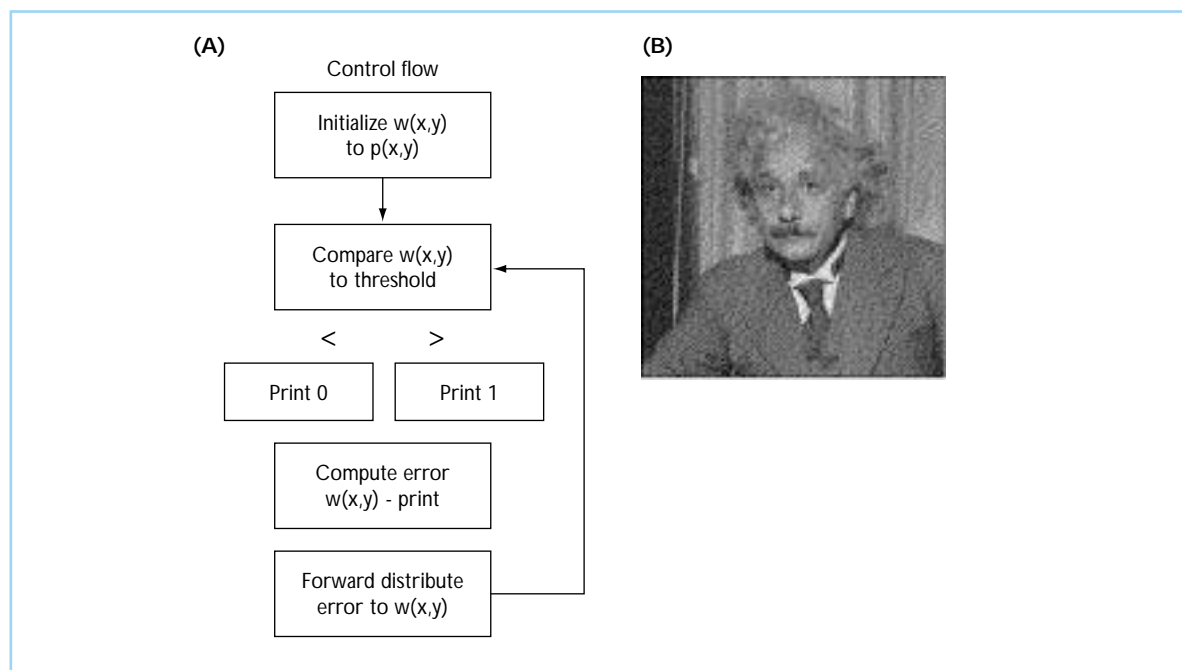 (A)
Control flow
Initialize w(x,y)
to p(x,y)
Compare w(x,y)
to threshold
< >
Print 0 Print 1
Compute error
w(x,y) - print
Forward distribute
error to w(x,y)
(B)